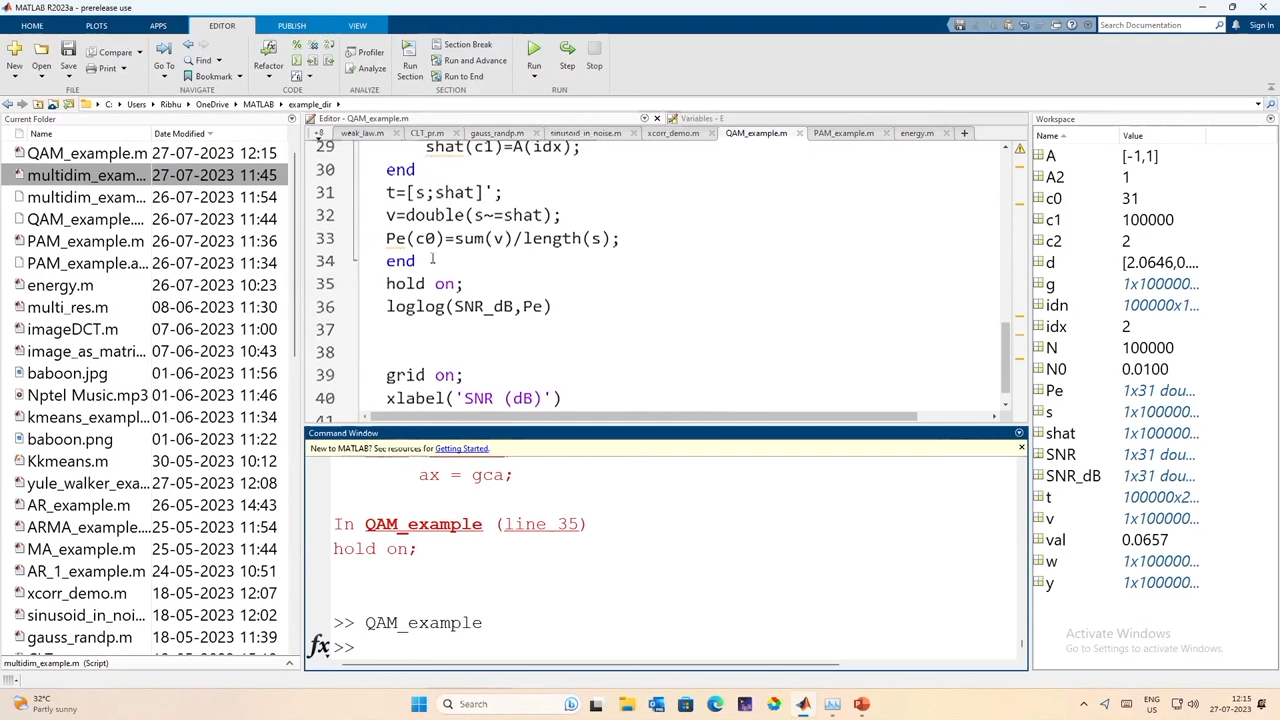 MATLAB R2023a - prerelease use
HOME PLOTS APPS EDITOR PUBLISH VIEW Search Documentation Sign In
New Open Save Compare Print Go To Find Bookmark Refactor Profiler Analyze Run Section Section Break Run and Advance Run to End Run Step Stop
FILE NAVIGATE CODE ANALYZE SECTION RUN
C: Users Ribhu OneDrive MATLAB example_dir
Current Folder
Name Date Modified
QAM_example.m 27-07-2023 12:15
multidim_exam... 27-07-2023 11:45
multidim_exam... 26-07-2023 11:54
QAM_example.... 26-07-2023 11:44
PAM_example.m 26-07-2023 11:36
PAM_example.a... 26-07-2023 11:34
energy.m 26-07-2023 10:23
multi_res.m 08-06-2023 11:30
imageDCT.m 07-06-2023 11:00
image_as_matri... 07-06-2023 10:43
baboon.jpg 01-06-2023 11:56
Nptel Music.mp3 01-06-2023 11:46
kmeans_exampl... 01-06-2023 11:34
baboon.png 01-06-2023 11:22
Kkmeans.m 30-05-2023 10:12
yule_walker_exa... 27-05-2023 12:08
AR_example.m 26-05-2023 14:43
ARMA_example.m 25-05-2023 11:54
MA_example.m 25-05-2023 11:44
AR_1_example.m 24-05-2023 10:51
xcorr_demo.m 18-05-2023 12:07
sinusoid_in_noi... 18-05-2023 12:02
gauss_randp.m 18-05-2023 11:39
multidim_example.m (Script)
Editor - QAM_example.m Variables - E
+8 weak_law.m CLT_pr.m gauss_randp.m sinusoid_in_noise.m xcorr_demo.m QAM_example.m PAM_example.m energy.m
29 shat(c1)=A(idx);
30 end
31 t=[s;shat]';
32 v=double(s~=shat);
33 Pe(c0)=sum(v)/length(s);
34 end
35 hold on;
36 loglog(SNR_dB,Pe)
37
38
39 grid on;
40 xlabel('SNR (dB)')
41
Command Window
New to MATLAB? See resources for Getting Started.
ax = gca;
In QAM_example (line 35)
hold on;
>> QAM_example
fx >>
Workspace
Name Value
A [-1,1]
A2 1
c0 31
c1 100000
c2 2
d [2.0646,0....
g 1x100000...
idn 100000x1...
idx 2
N 100000
N0 0.0100
Pe 1x31 dou...
s 1x100000...
shat 1x100000...
SNR 1x31 dou...
SNR_dB 1x31 dou...
t 100000x2...
v 1x100000...
val 0.0657
w 1x100000...
y 1x100000...
Activate Windows
Go to Settings to activate Windows.
32°C
Partly sunny
Search
ENG
US
12:15
27-07-2023